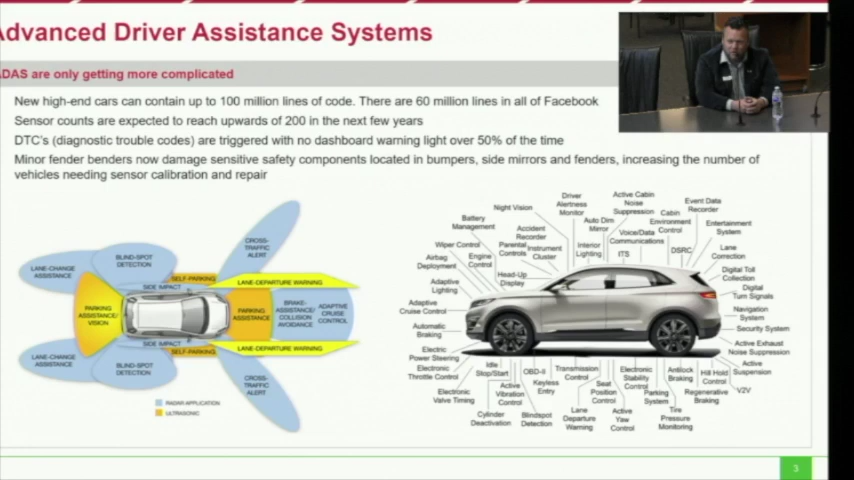 Advanced Driver Assistance Systems
ADAS are only getting more complicated
New high-end cars can contain up to 100 million lines of code. There are 60 million lines in all of Facebook
Sensor counts are expected to reach upwards of 200 in the next few years
DTC's (diagnostic trouble codes) are triggered with no dashboard warning light over 50% of the time
Minor fender benders now damage sensitive safety components located in bumpers, side mirrors and fenders, increasing the number of
vehicles needing sensor calibration and repair
CROSS-
TRAFFIC
ALERT
BLIND-SPOT
DETECTION
LANE-CHANGE
ASSISTANCE
SELF-PARKING
SIDE IMPACT
LANE-DEPARTURE WARNING
PARKING
ASSISTANCE/
VISION
PARKING
ASSISTANCE
BRAKE-
ASSISTANCE/
COLLISION
AVOIDANCE
ADAPTIVE
CRUISE
CONTROL
SIDE IMPACT
SELF-PARKING
LANE-DEPARTURE WARNING
LANE-CHANGE
ASSISTANCE
BLIND-SPOT
DETECTION
CROSS-
TRAFFIC
ALERT
RADAR APPLICATION
ULTRASONIC
Night Vision
Driver
Alertness
Monitor
Active Cabin
Noise
Suppression
Event Data
Recorder
Battery
Management
Accident
Recorder
Auto Dim
Mirror
Cabin
Environment
Control
Entertainment
System
Wiper Control
Parental
Controls
Instrument
Cluster
Interior
Lighting
Voice/Data
Communications
ITS
DSRC
Lane
Correction
Airbag
Deployment
Engine
Control
Head-Up
Display
Digital Toll
Collection
Adaptive
Lighting
Digital
Turn Signals
Adaptive
Cruise Control
Navigation
System
Automatic
Braking
Security System
Electric
Power Steering
Active Exhaust
Noise Suppression
Electronic
Throttle Control
Idle
Stop/Start
OBD-II
Transmission
Control
Electronic
Stability
Control
Antilock
Braking
Hill Hold
Control
Active
Suspension
Electronic
Valve Timing
Active
Vibration
Control
Keyless
Entry
Seat
Position
Control
Parking
System
Regenerative
Braking
V2V
Cylinder
Deactivation
Blindspot
Detection
Lane
Departure
Warning
Active
Yaw
Control
Tire
Pressure
Monitoring
3